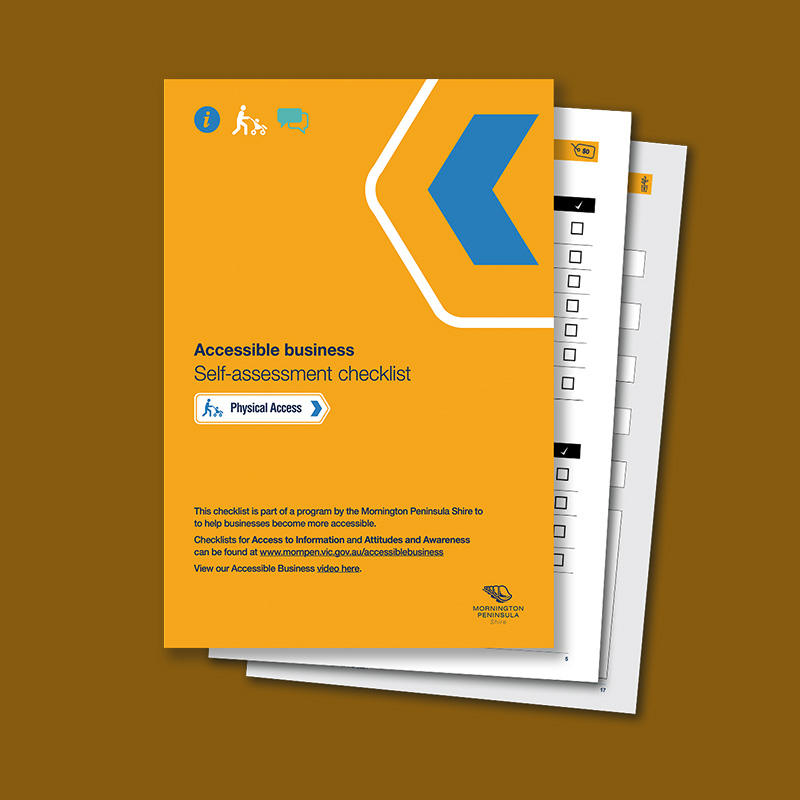 i
$0
Accessible business
Self-assessment checklist
Physical Access
This checklist is part of a program by the Mornington Peninsula Shire to
to help businesses become more accessible.
Checklists for Access to Information and Attitudes and Awareness
can be found at www.mornpen.vic.gov.au/accessiblebusiness
View our Accessible Business video here.
MORNINGTON
PENINSULA
Shire
5
17